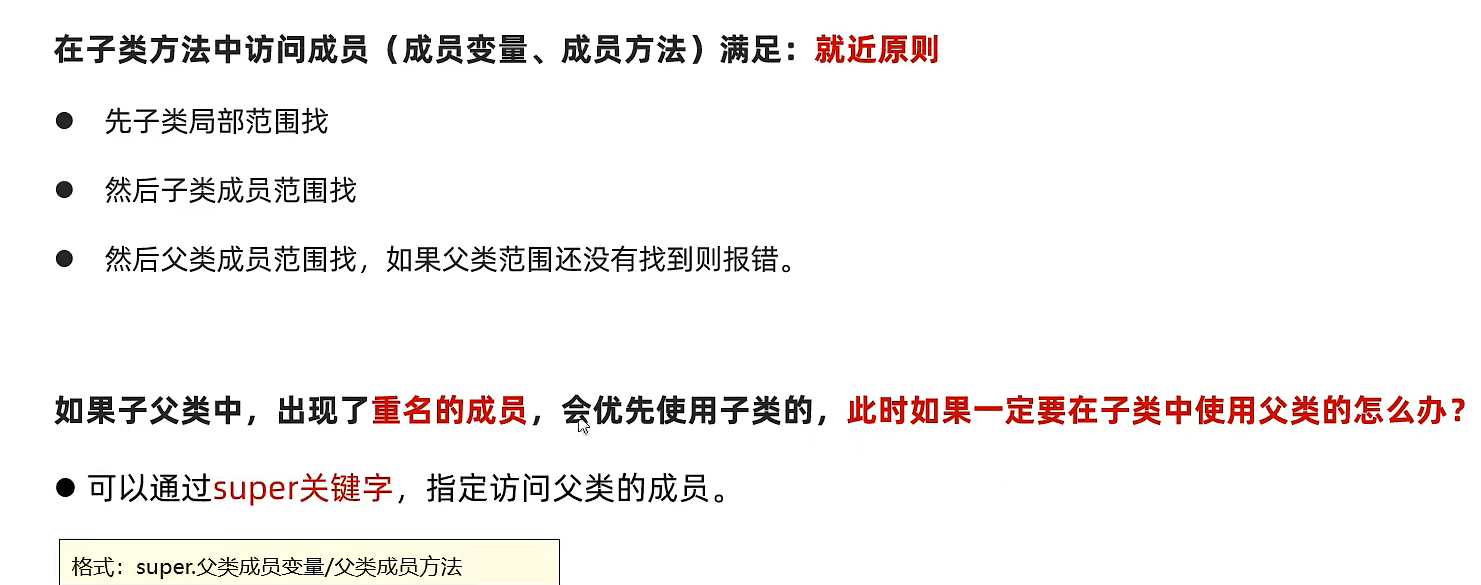 在子类方法中访问成员（成员变量、成员方法）满足：就近原则
● 先子类局部范围找
● 然后子类成员范围找
● 然后父类成员范围找，如果父类范围还没有找到则报错。
如果子父类中，出现了重名的成员，会优先使用子类的，此时如果一定要在子类中使用父类的怎么办？
● 可以通过super关键字，指定访问父类的成员。
格式：super.父类成员变量/父类成员方法